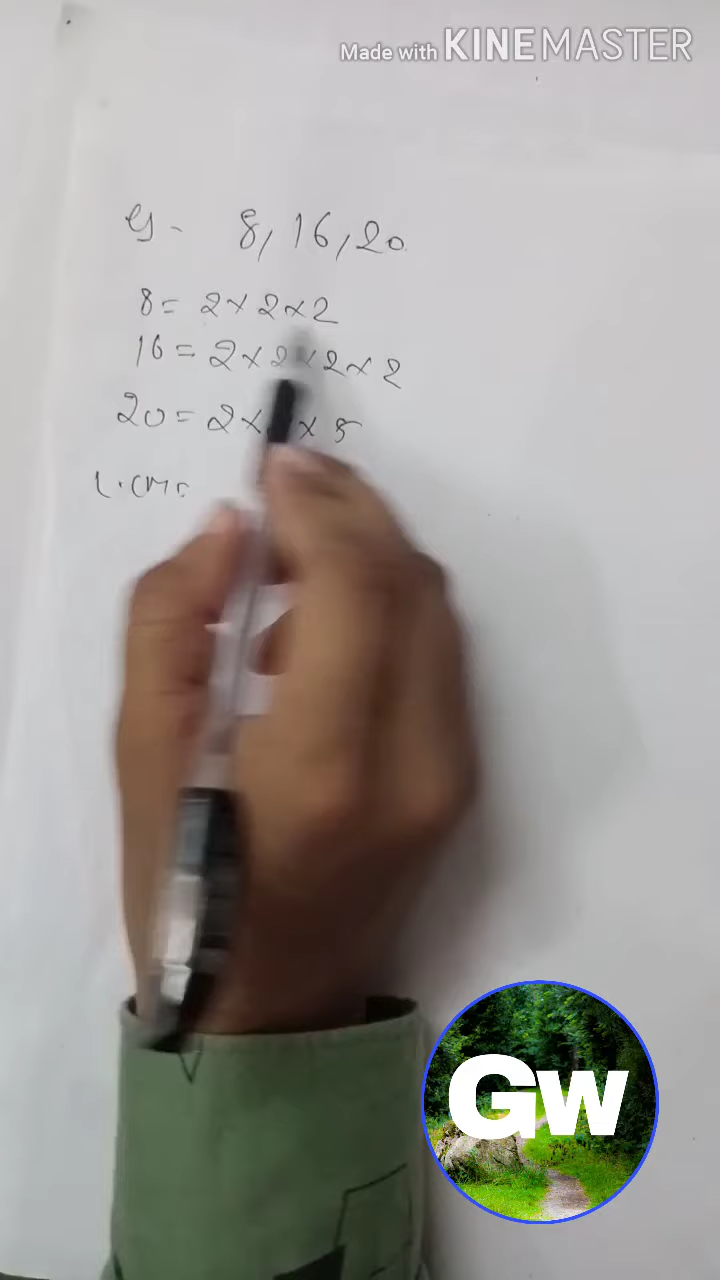 Made with KINEMASTER
8, 16, 20
8 = 2 × 2 × 2
16 = 2 × 2 × 2 × 2
20 = 2 × × 5
L.CM =
GW